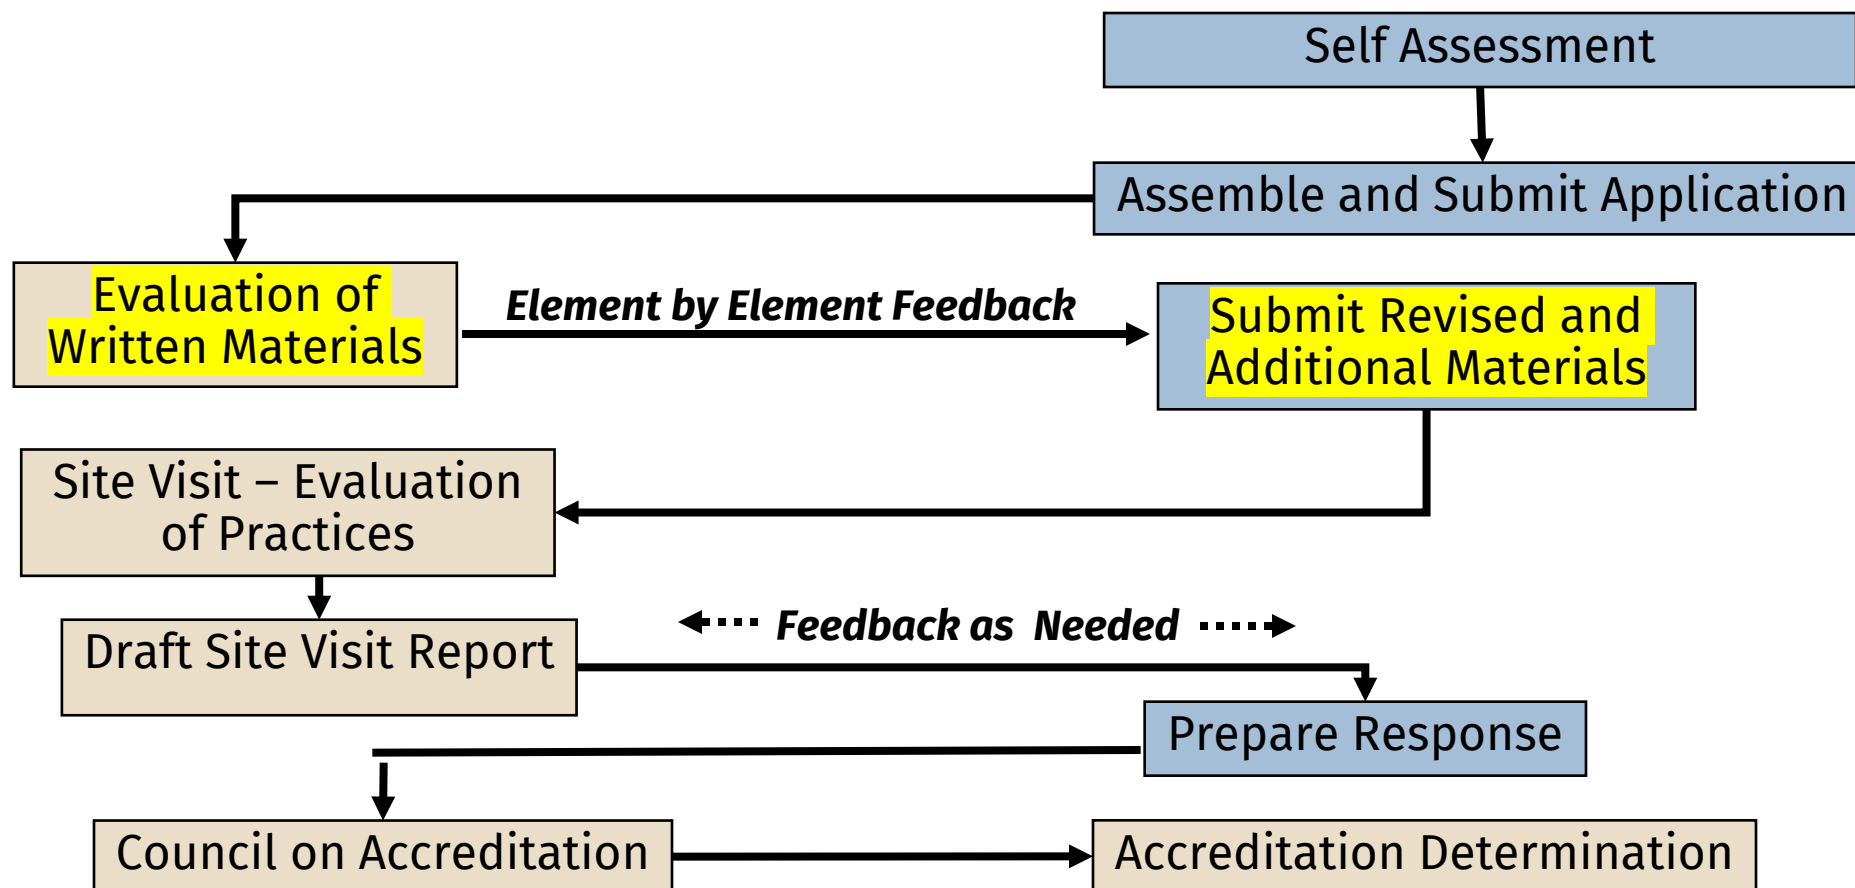 Self Assessment
Assemble and Submit Application
Evaluation of
Written Materials
Element by Element Feedback
Submit Revised and
Additional Materials
Site Visit – Evaluation
of Practices
Draft Site Visit Report
Feedback as Needed
Prepare Response
Council on Accreditation
Accreditation Determination